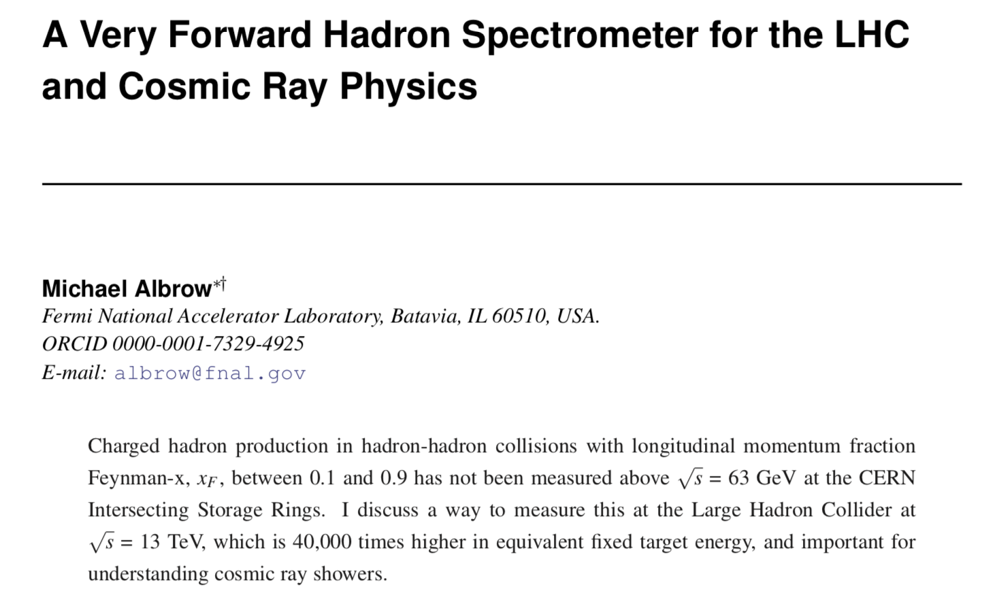 A Very Forward Hadron Spectrometer for the LHC
and Cosmic Ray Physics
Michael Albrow*†
Fermi National Accelerator Laboratory, Batavia, IL 60510, USA.
ORCID 0000-0001-7329-4925
E-mail: albrow@fnal.gov
Charged hadron production in hadron-hadron collisions with longitudinal momentum fraction
Feynman-x, x_F, between 0.1 and 0.9 has not been measured above √s = 63 GeV at the CERN
Intersecting Storage Rings. I discuss a way to measure this at the Large Hadron Collider at
√s = 13 TeV, which is 40,000 times higher in equivalent fixed target energy, and important for
understanding cosmic ray showers.